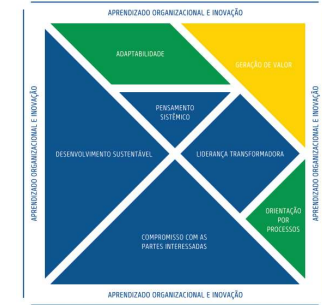 APRENDIZADO ORGANIZACIONAL E INOVAÇÃO
ADAPTABILIDADE
GERAÇÃO DE VALOR
PENSAMENTO
SISTÊMICO
APRENDIZADO ORGANIZACIONAL E INOVAÇÃO
DESENVOLVIMENTO SUSTENTÁVEL
LIDERANÇA TRANSFORMADORA
APRENDIZADO ORGANIZACIONAL E INOVAÇÃO
ORIENTAÇÃO
POR
PROCESSOS
COMPROMISSO COM AS
PARTES INTERESSADAS
APRENDIZADO ORGANIZACIONAL E INOVAÇÃO